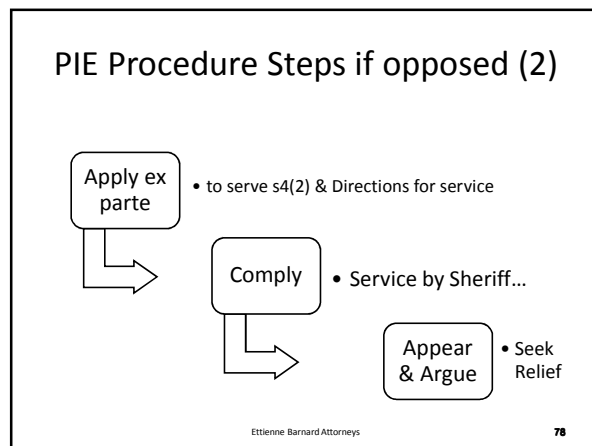 PIE Procedure Steps if opposed (2)
Apply ex
parte
• to serve s4(2) & Directions for service
Comply
• Service by Sheriff…
Appear
& Argue
• Seek
Relief
Ettienne Barnard Attorneys